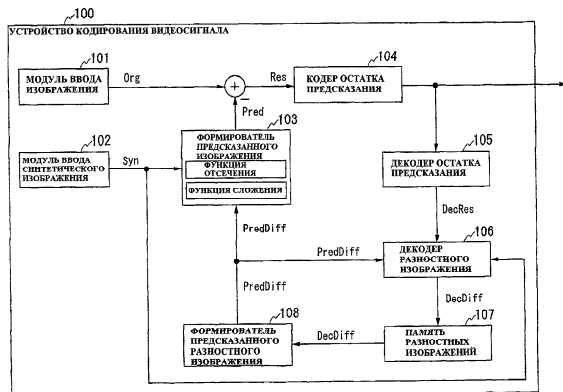 100
УСТРОЙСТВО КОДИРОВАНИЯ ВИДЕОСИГНАЛА
101
МОДУЛЬ ВВОДА
ИЗОБРАЖЕНИЯ
Org
+
−
Res
104
КОДЕР ОСТАТКА
ПРЕДСКАЗАНИЯ
Pred
103
ФОРМИРОВАТЕЛЬ
ПРЕДСКАЗАННОГО
ИЗОБРАЖЕНИЯ
ФУНКЦИЯ
ОТСЕЧЕНИЯ
ФУНКЦИЯ СЛОЖЕНИЯ
102
МОДУЛЬ ВВОДА
СИНТЕТИЧЕСКОГО
ИЗОБРАЖЕНИЯ
Syn
105
ДЕКОДЕР ОСТАТКА
ПРЕДСКАЗАНИЯ
DecRes
PredDiff
PredDiff
106
ДЕКОДЕР
РАЗНОСТНОГО
ИЗОБРАЖЕНИЯ
PredDiff
DecDiff
108
ФОРМИРОВАТЕЛЬ
ПРЕДСКАЗАННОГО
РАЗНОСТНОГО
ИЗОБРАЖЕНИЯ
DecDiff
107
ПАМЯТЬ
РАЗНОСТНЫХ
ИЗОБРАЖЕНИЙ